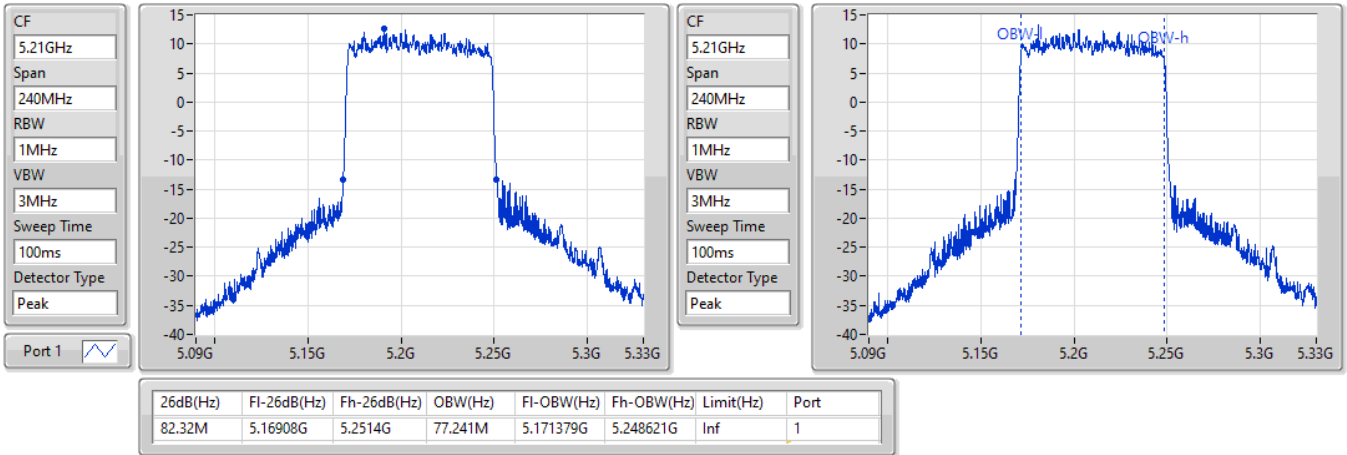 CF
5.21GHz
Span
240MHz
RBW
1MHz
VBW
3MHz
Sweep Time
100ms
Detector Type
Peak
Port 1
15
10
5
0
-5
-10
-15
-20
-25
-30
-35
-40
5.09G 5.15G 5.2G 5.25G 5.3G 5.33G
CF
5.21GHz
Span
240MHz
RBW
1MHz
VBW
3MHz
Sweep Time
100ms
Detector Type
Peak
15
10
5
0
-5
-10
-15
-20
-25
-30
-35
-40
OBW-l OBW-h
5.09G 5.15G 5.2G 5.25G 5.3G 5.33G
26dB(Hz) Fl-26dB(Hz) Fh-26dB(Hz) OBW(Hz) Fl-OBW(Hz) Fh-OBW(Hz) Limit(Hz) Port
82.32M 5.16908G 5.2514G 77.241M 5.171379G 5.248621G Inf 1